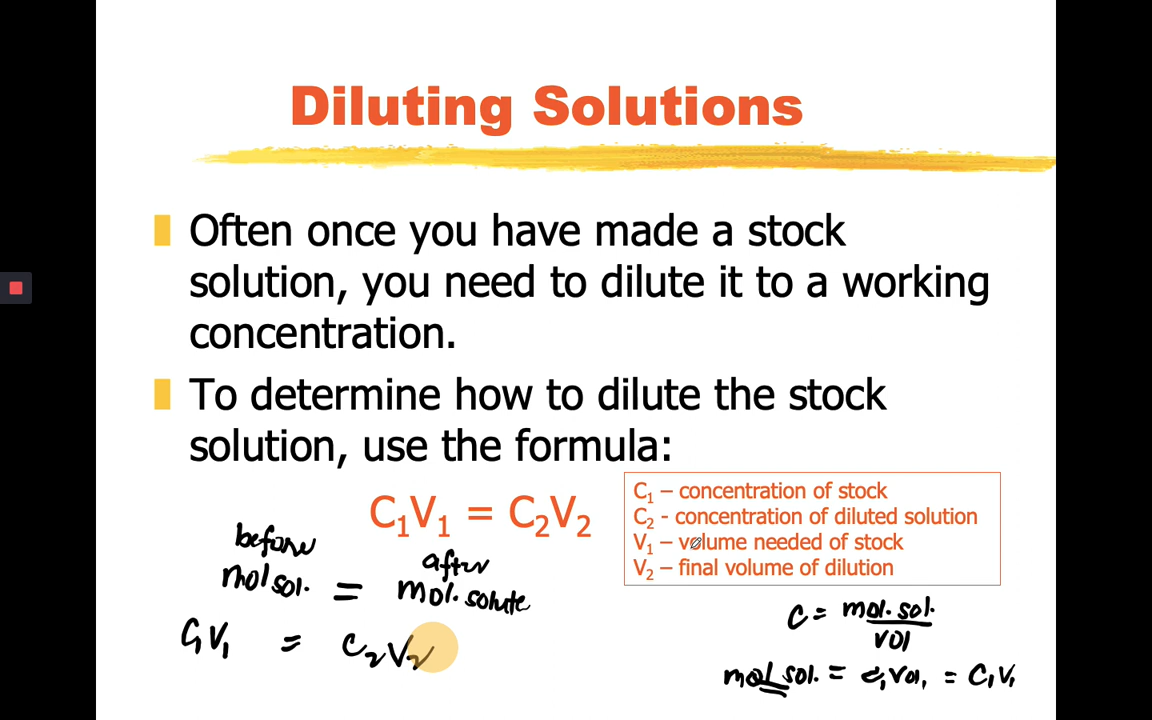 Diluting Solutions
Often once you have made a stock
solution, you need to dilute it to a working
concentration.
To determine how to dilute the stock
solution, use the formula:
C₁V₁ = C₂V₂
C₁ – concentration of stock
C₂ - concentration of diluted solution
V₁ – volume needed of stock
V₂ – final volume of dilution
before
after
mol sol. = mol. solute
C₁V₁ = C₂V₂
C = mol. sol.
vol
mol sol. = C₁ vol₁ = C₁V₁